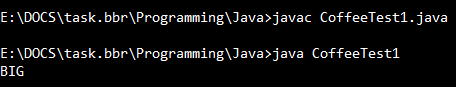 E:\DOCS\task.bbr\Programming\Java>javac CoffeeTest1.java
E:\DOCS\task.bbr\Programming\Java>java CoffeeTest1
BIG